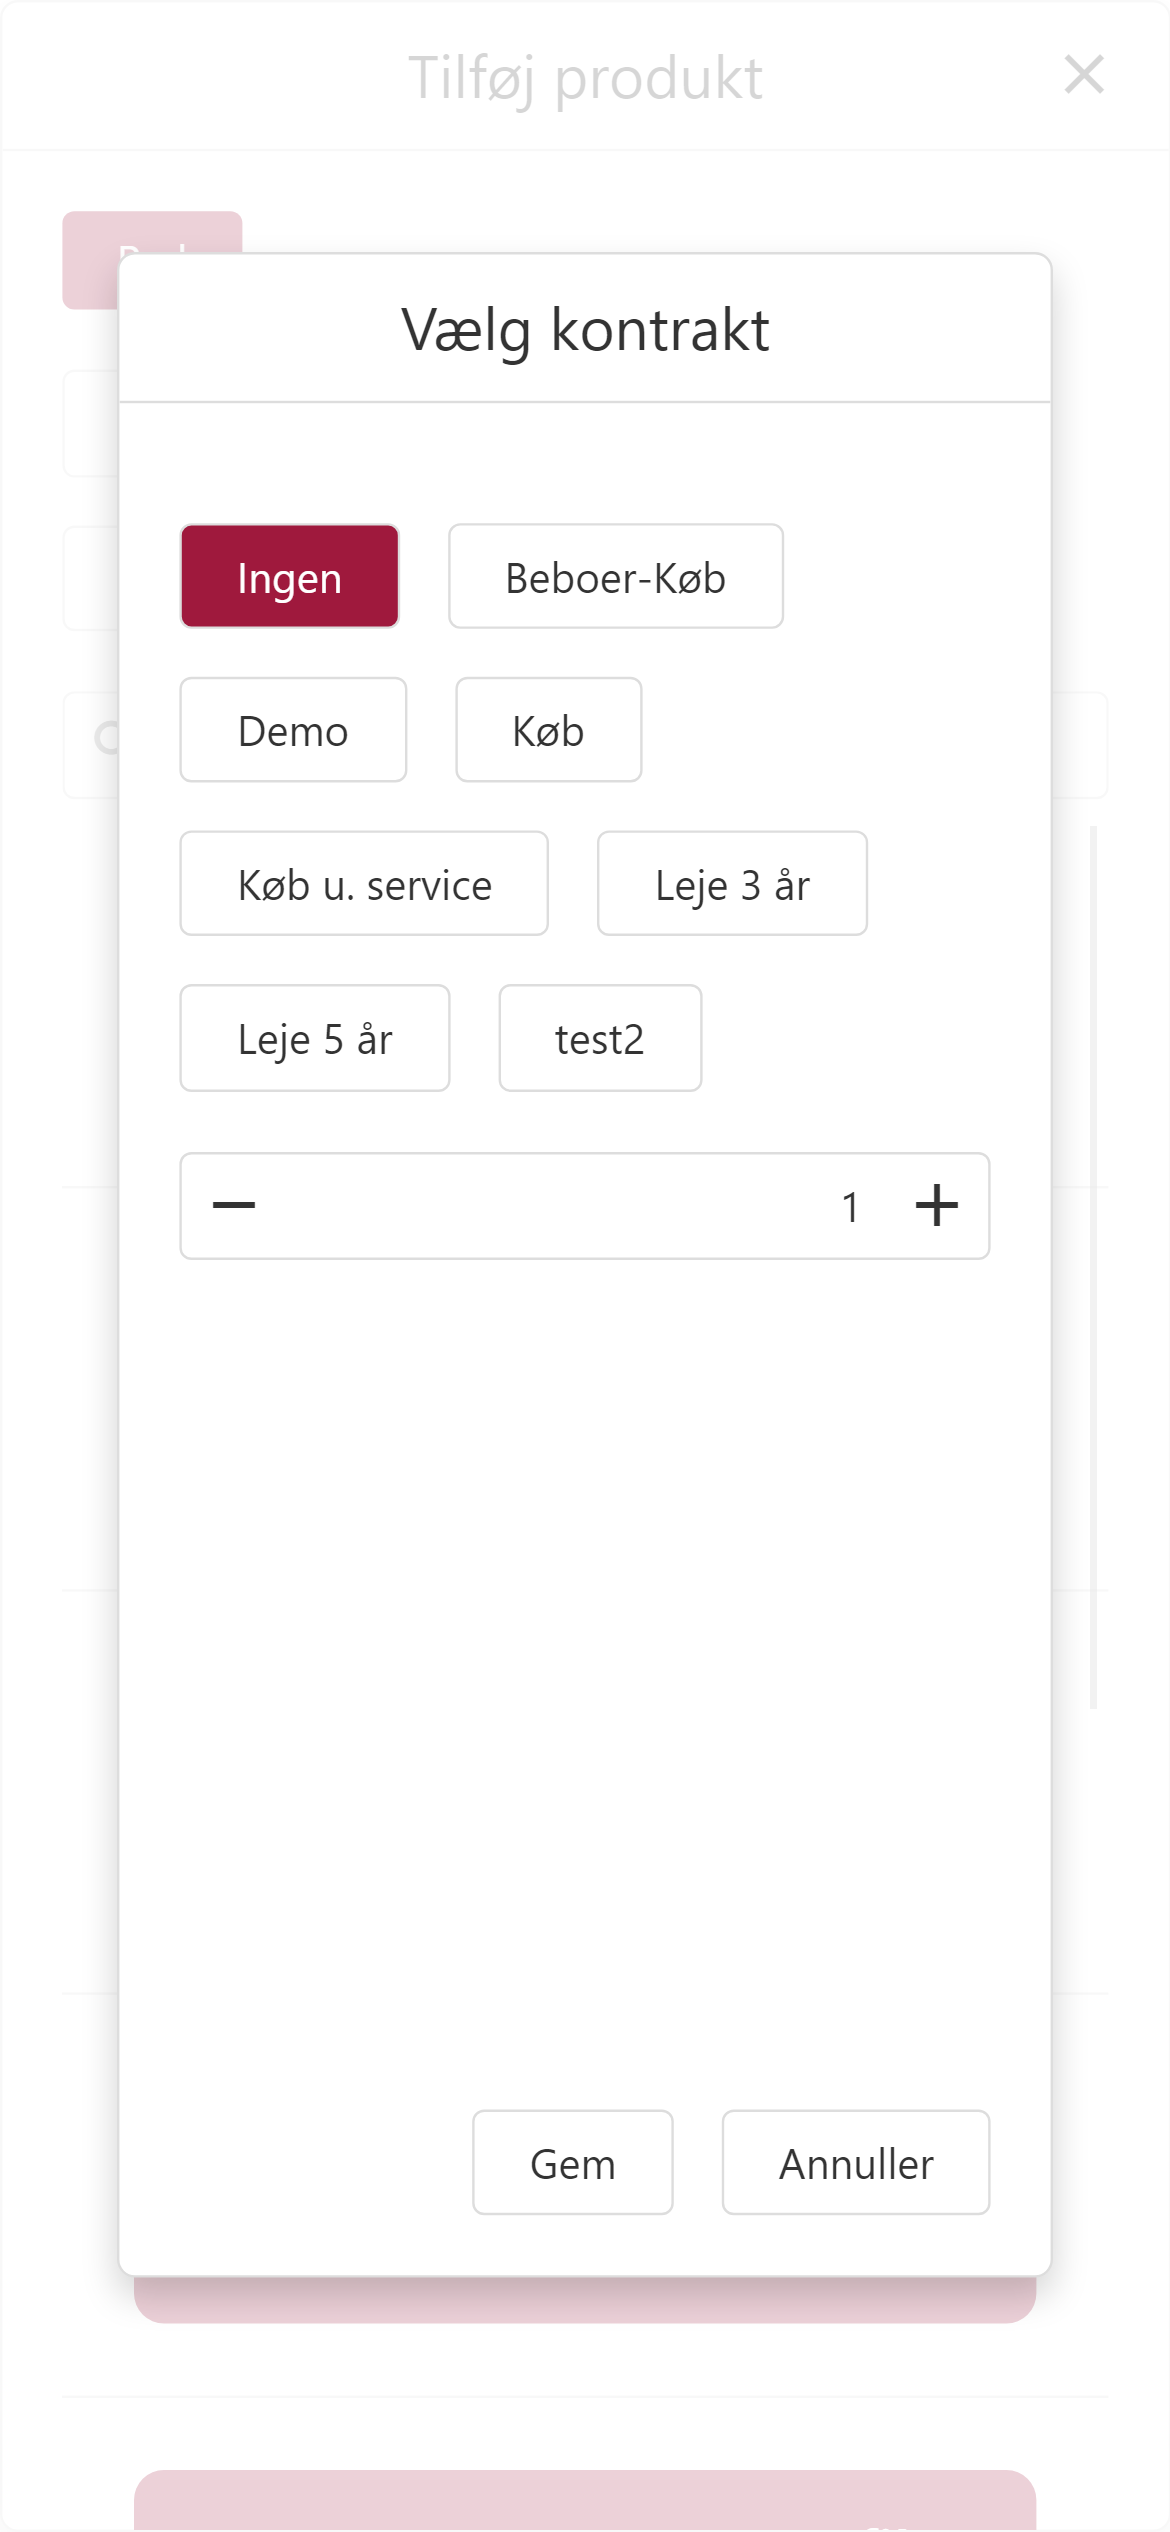 Tilføj produkt
Vælg kontrakt
Ingen
Beboer-Køb
Demo
Køb
Køb u. service
Leje 3 år
Leje 5 år
test2
1
Gem
Annuller